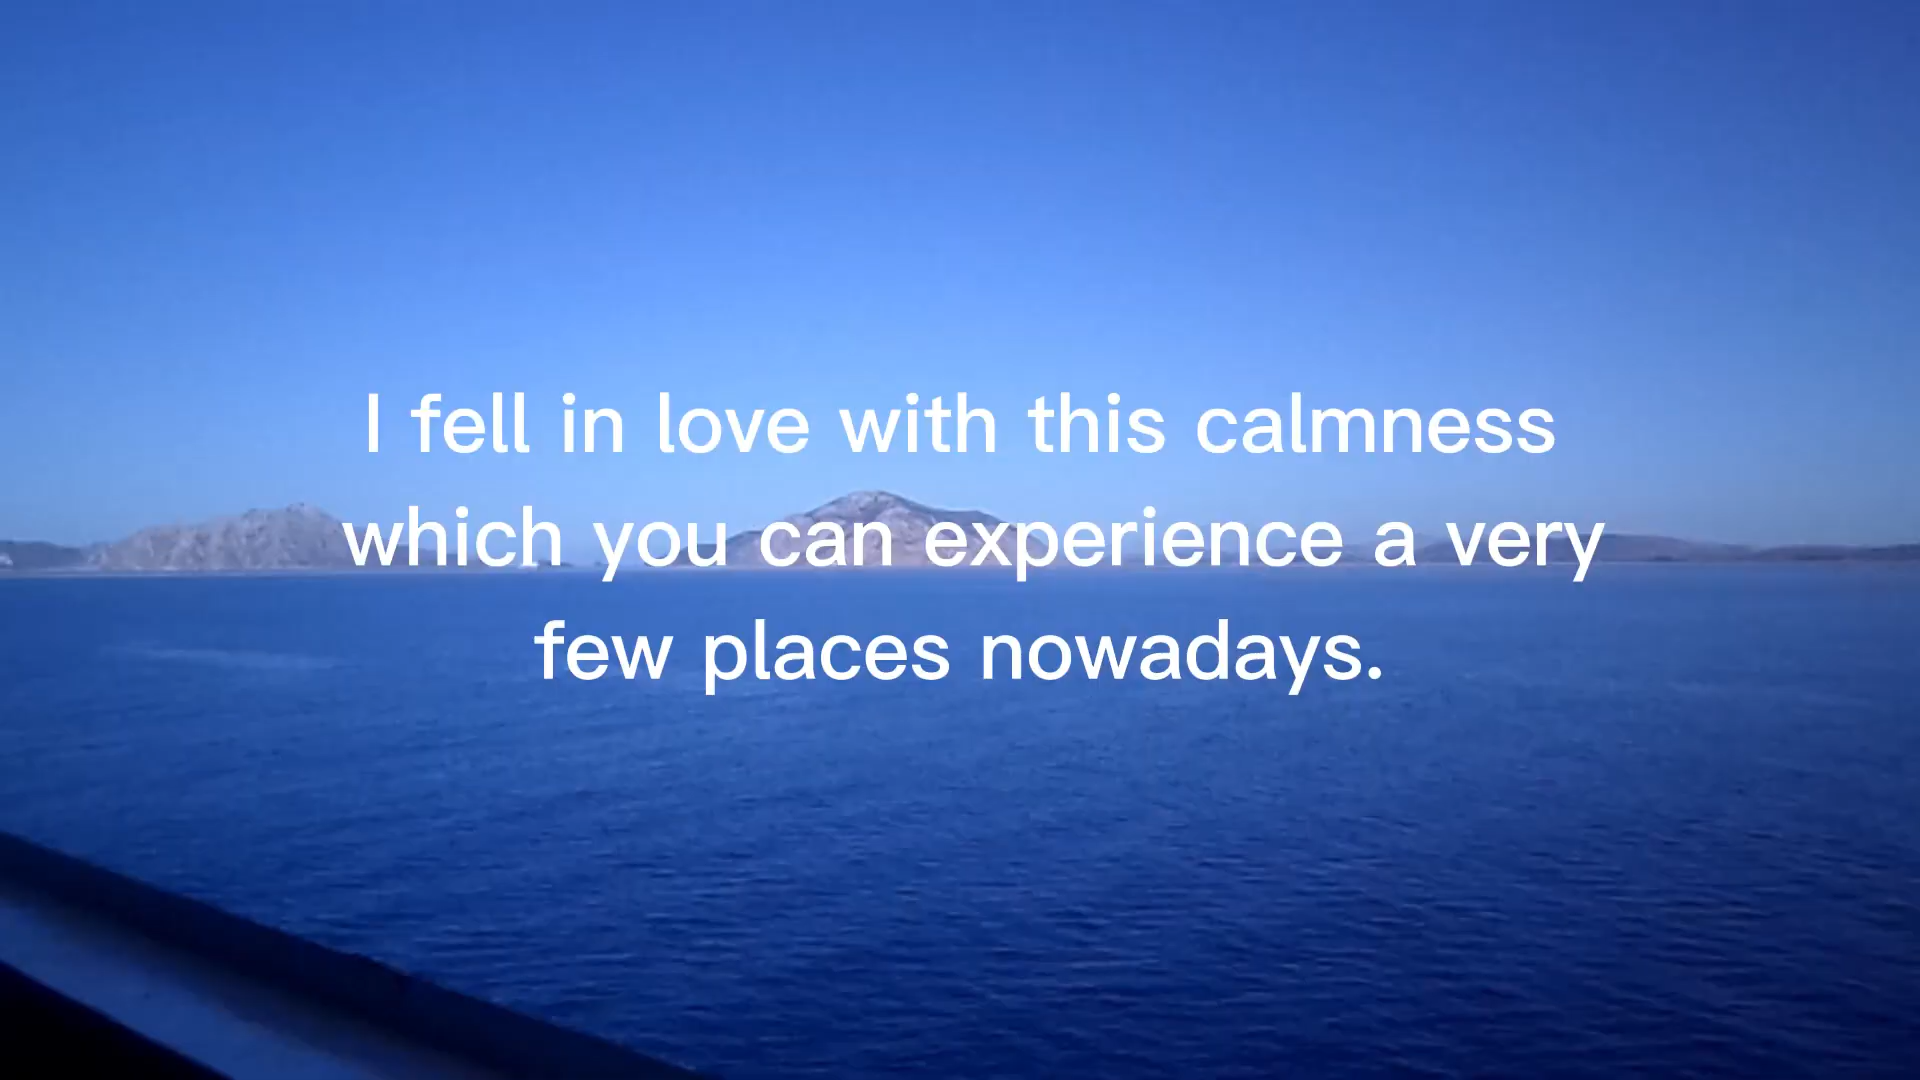 I fell in love with this calmness
which you can experience a very
few places nowadays.